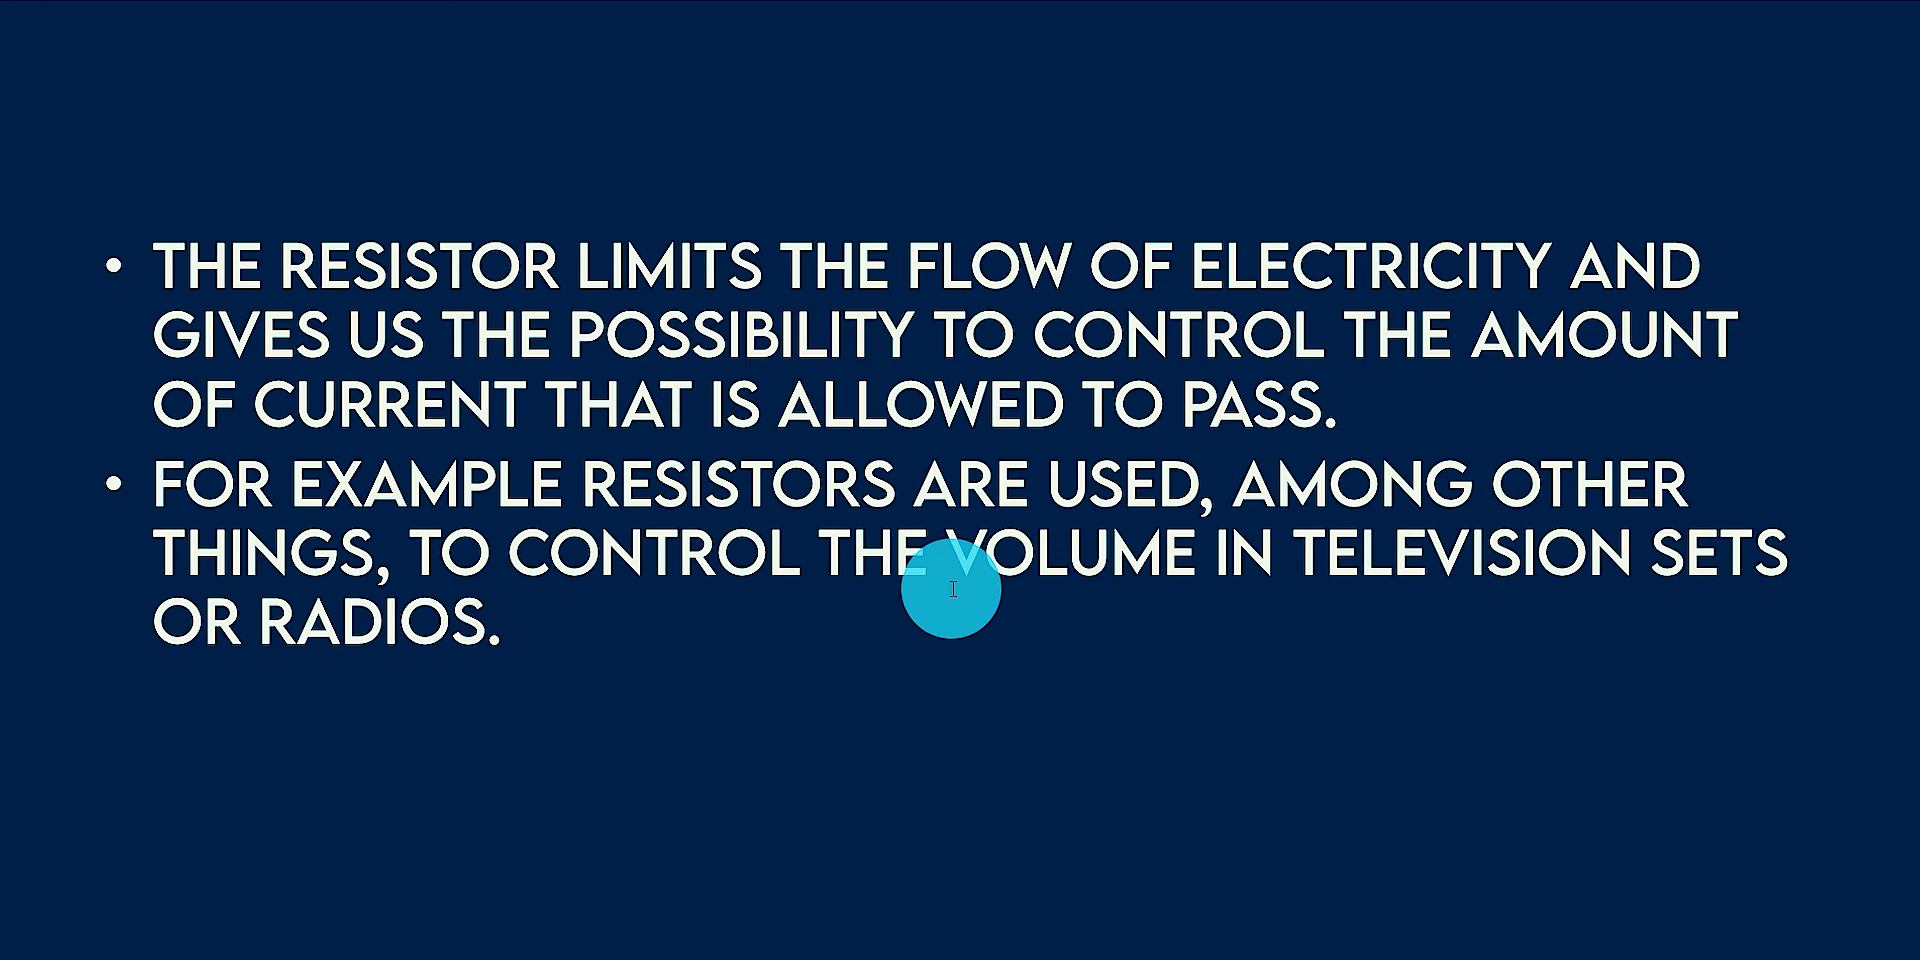 • THE RESISTOR LIMITS THE FLOW OF ELECTRICITY AND
GIVES US THE POSSIBILITY TO CONTROL THE AMOUNT
OF CURRENT THAT IS ALLOWED TO PASS.
• FOR EXAMPLE RESISTORS ARE USED, AMONG OTHER
THINGS, TO CONTROL THE VOLUME IN TELEVISION SETS
OR RADIOS.